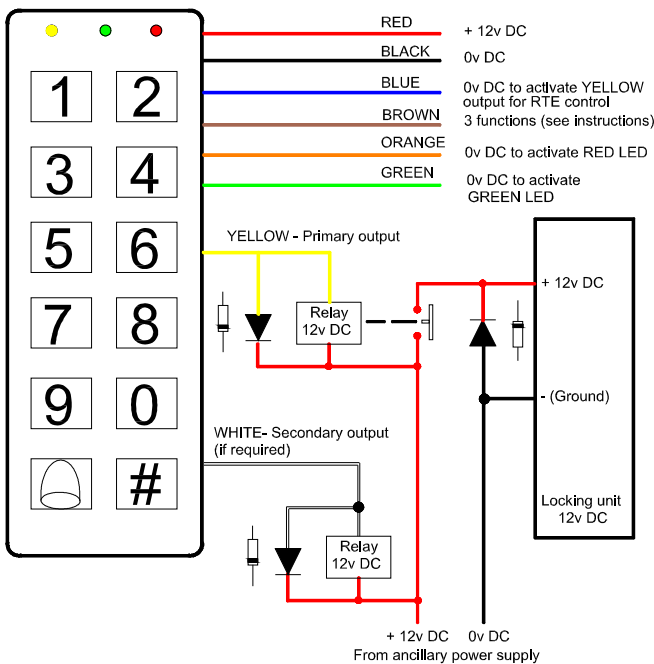 RED
+ 12v DC
BLACK
0v DC
BLUE
0v DC to activate YELLOW
output for RTE control
BROWN
3 functions (see instructions)
ORANGE
0v DC to activate RED LED
GREEN
0v DC to activate
GREEN LED
1 2
3 4
5 6
7 8
9 0
#
YELLOW - Primary output
Relay
12v DC
+ 12v DC
- (Ground)
Locking unit
12v DC
WHITE- Secondary output
(if required)
Relay
12v DC
+ 12v DC 0v DC
From ancillary power supply